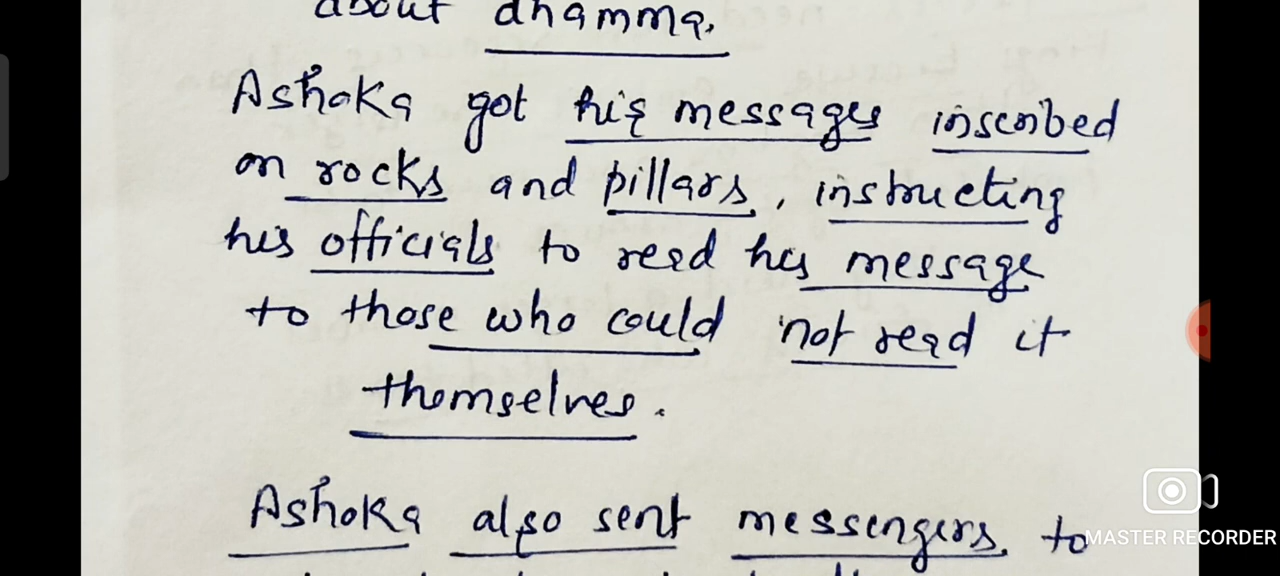 about dhamma.
Ashoka got his messages inscribed
on rocks and pillars, instructing
his officials to read his message
to those who could not read it
themselves.
Ashoka also sent messengers to
MASTER RECORDER